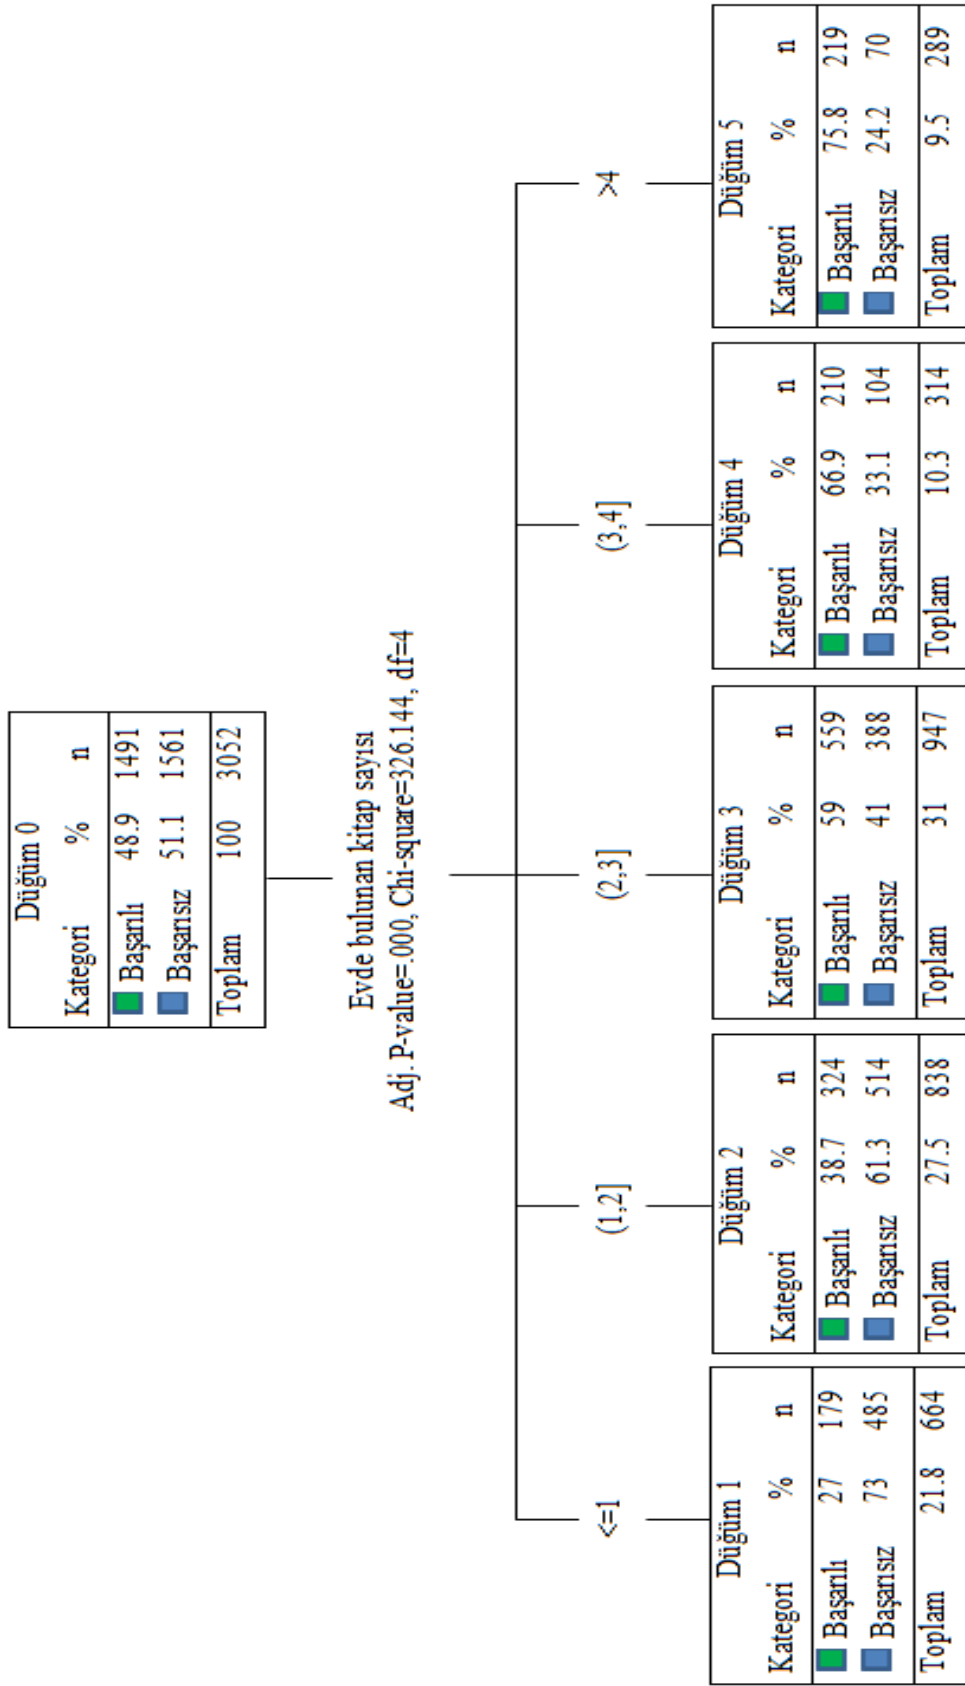 Düğüm 0
Kategori % n
Başarılı 48.9 1491
Başarısız 51.1 1561
Toplam 100 3052
Evde bulunan kitap sayısı
Adj. P-value=.000, Chi-square=326.144, df=4
<=1
(1,2]
(2,3]
(3,4]
>4
Düğüm 1
Kategori % n
Başarılı 27 179
Başarısız 73 485
Toplam 21.8 664
Düğüm 2
Kategori % n
Başarılı 38.7 324
Başarısız 61.3 514
Toplam 27.5 838
Düğüm 3
Kategori % n
Başarılı 59 559
Başarısız 41 388
Toplam 31 947
Düğüm 4
Kategori % n
Başarılı 66.9 210
Başarısız 33.1 104
Toplam 10.3 314
Düğüm 5
Kategori % n
Başarılı 75.8 219
Başarısız 24.2 70
Toplam 9.5 289